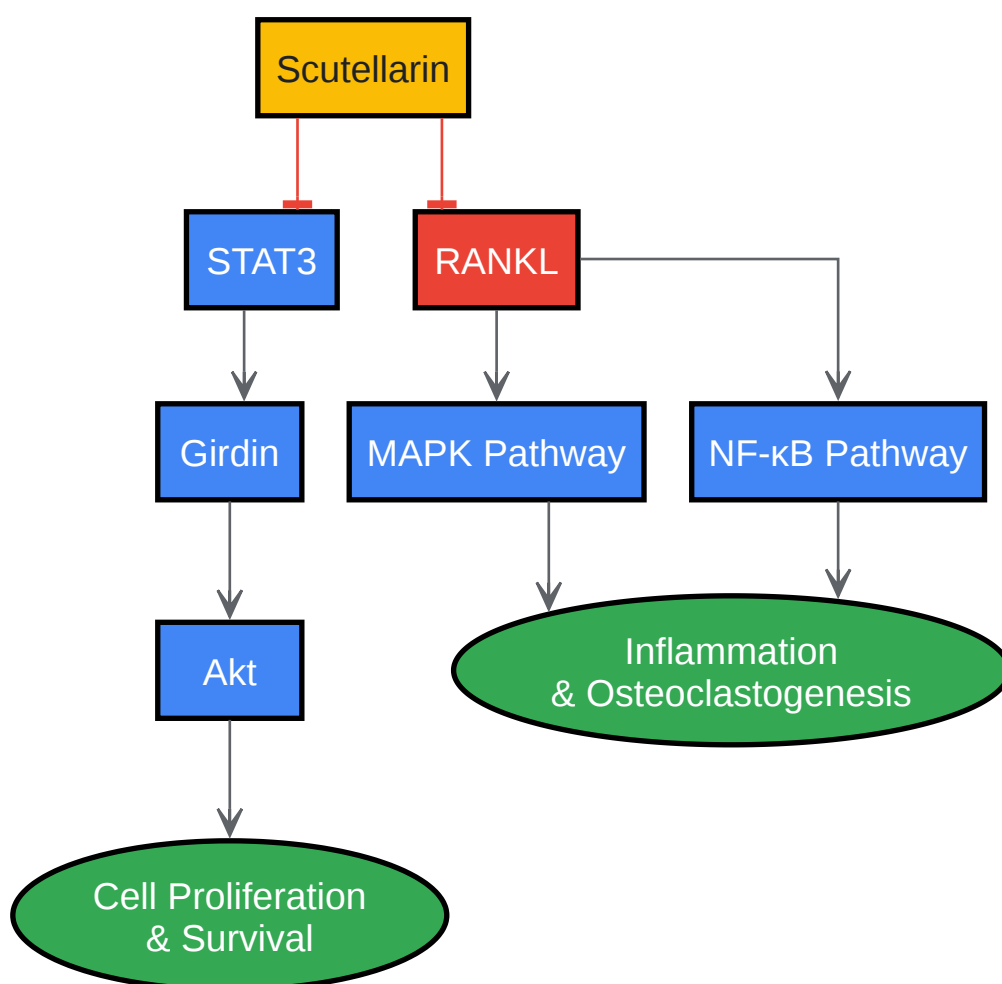 Scutellarin
STAT3
RANKL
Girdin
MAPK Pathway
NF-κB Pathway
Akt
Inflammation
& Osteoclastogenesis
Cell Proliferation
& Survival